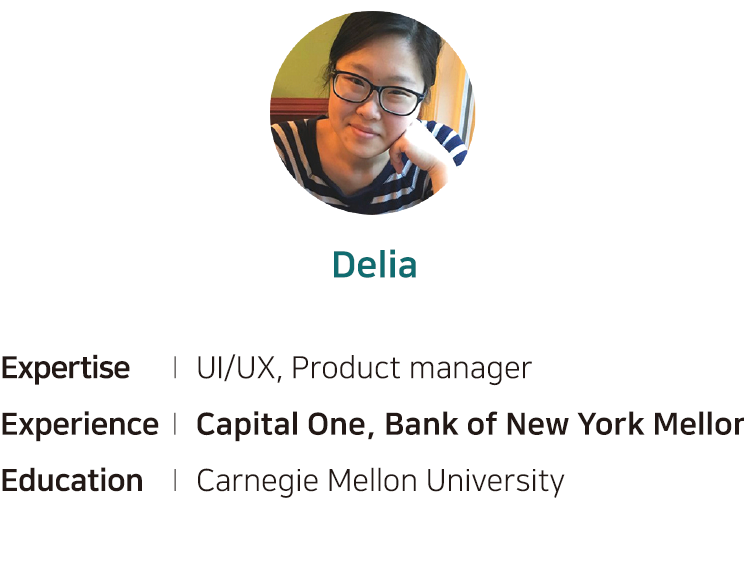 Delia
Expertise | UI/UX, Product manager
Experience | Capital One, Bank of New York Mellon
Education | Carnegie Mellon University